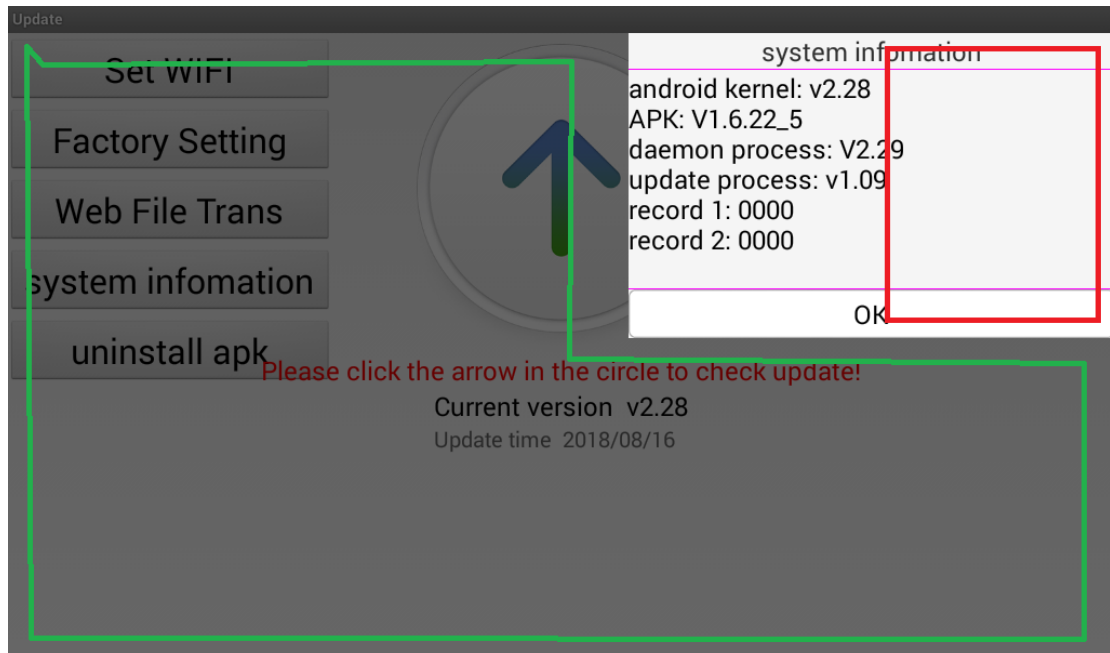 Update
Set WIFI
Factory Setting
Web File Trans
system infomation
uninstall apk
Please click the arrow in the circle to check update!
Current version v2.28
Update time 2018/08/16
system infomation
android kernel: v2.28
APK: V1.6.22_5
daemon process: V2.29
update process: v1.09
record 1: 0000
record 2: 0000
OK